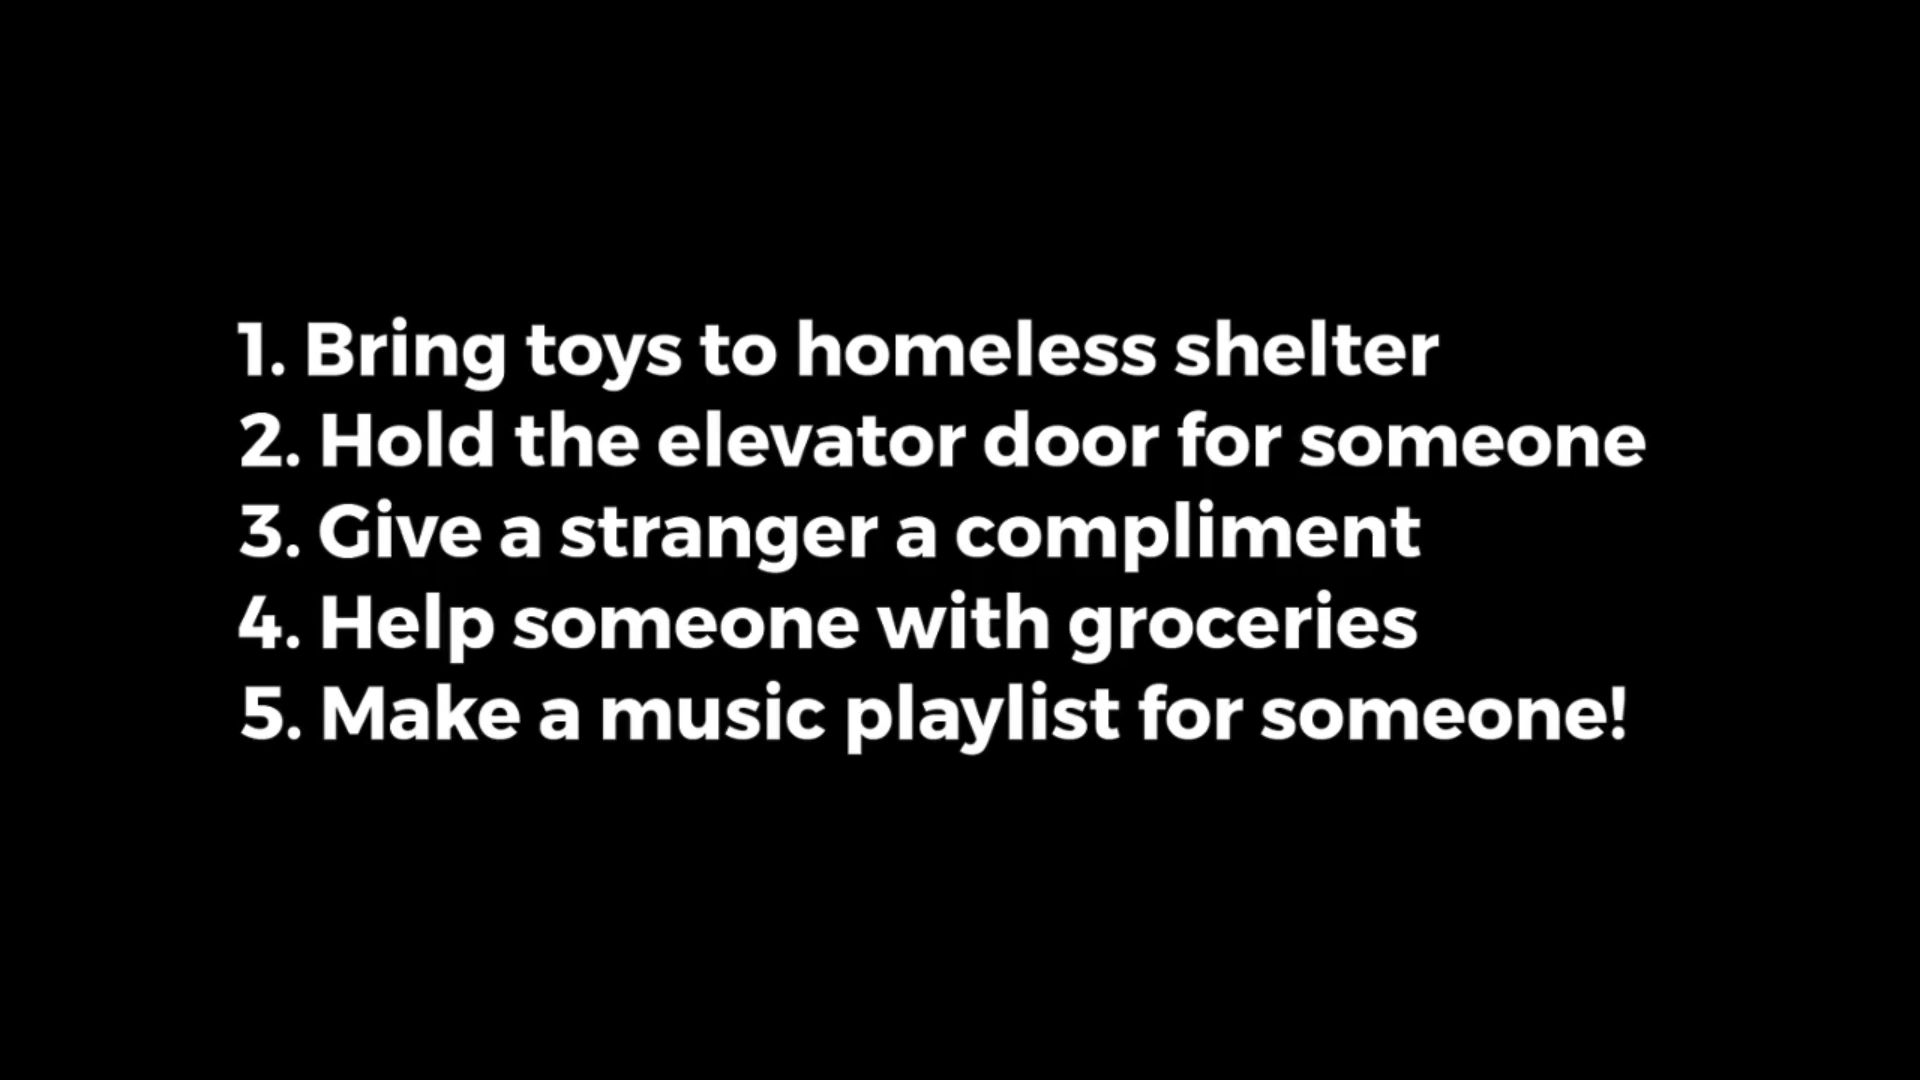 1. Bring toys to homeless shelter
2. Hold the elevator door for someone
3. Give a stranger a compliment
4. Help someone with groceries
5. Make a music playlist for someone!